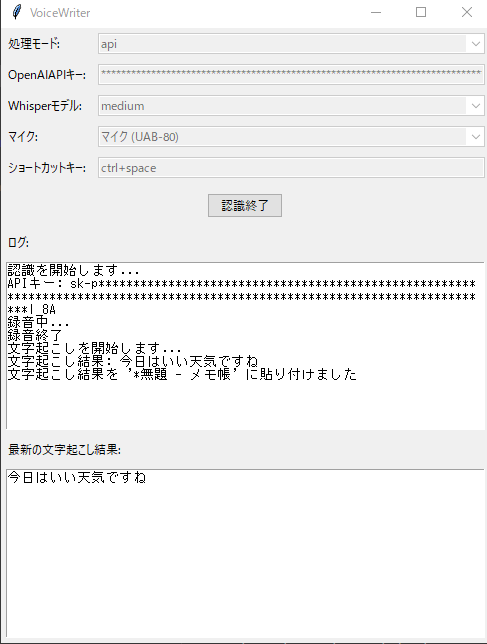 VoiceWriter
処理モード: api
OpenAIAPIキー: ****************************************************************************
Whisperモデル: medium
マイク: マイク (UAB-80)
ショートカットキー: ctrl+space
認識終了
ログ:
認識を開始します...
APIキー: sk-p******************************************************
*******************************************************************
***l_8A
録音中...
録音終了
文字起こしを開始します...
文字起こし結果: 今日はいい天気ですね
文字起こし結果を '*無題 - メモ帳' に貼り付けました
最新の文字起こし結果:
今日はいい天気ですね